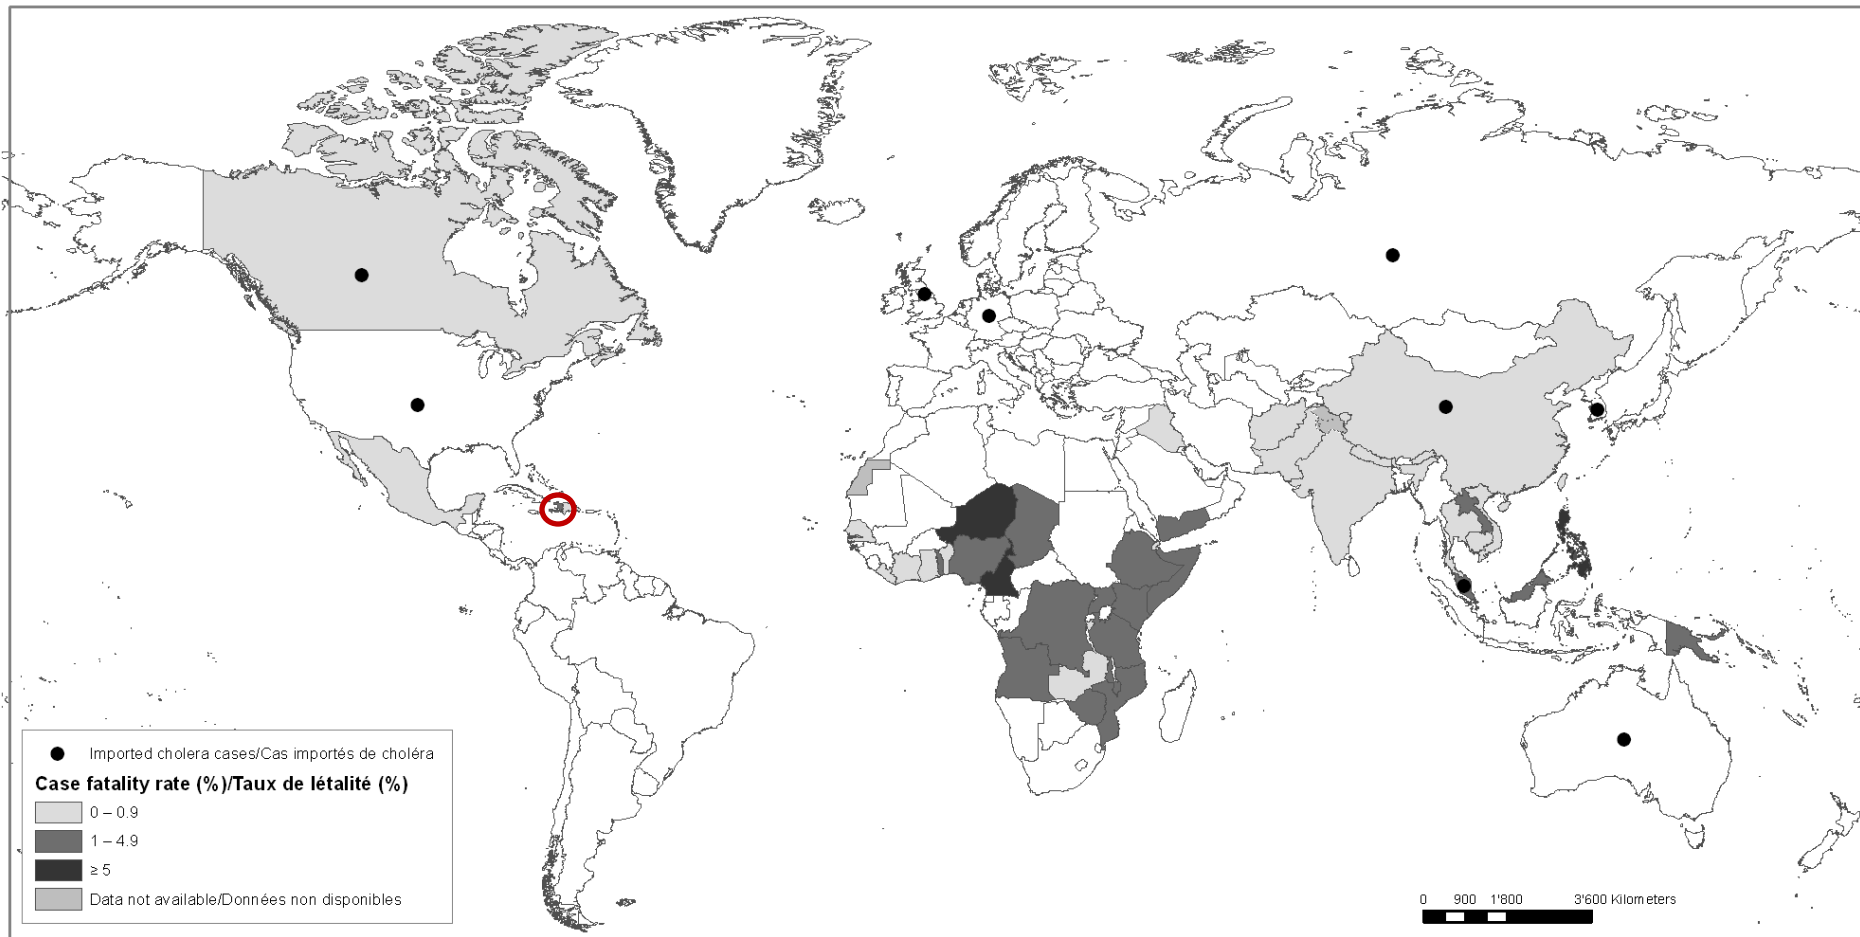 Imported cholera cases/Cas importés de choléra
Case fatality rate (%)/Taux de létalité (%)
0 – 0.9
1 – 4.9
≥ 5
Data not available/Données non disponibles
0 900 1'800 3'600 Kilometers